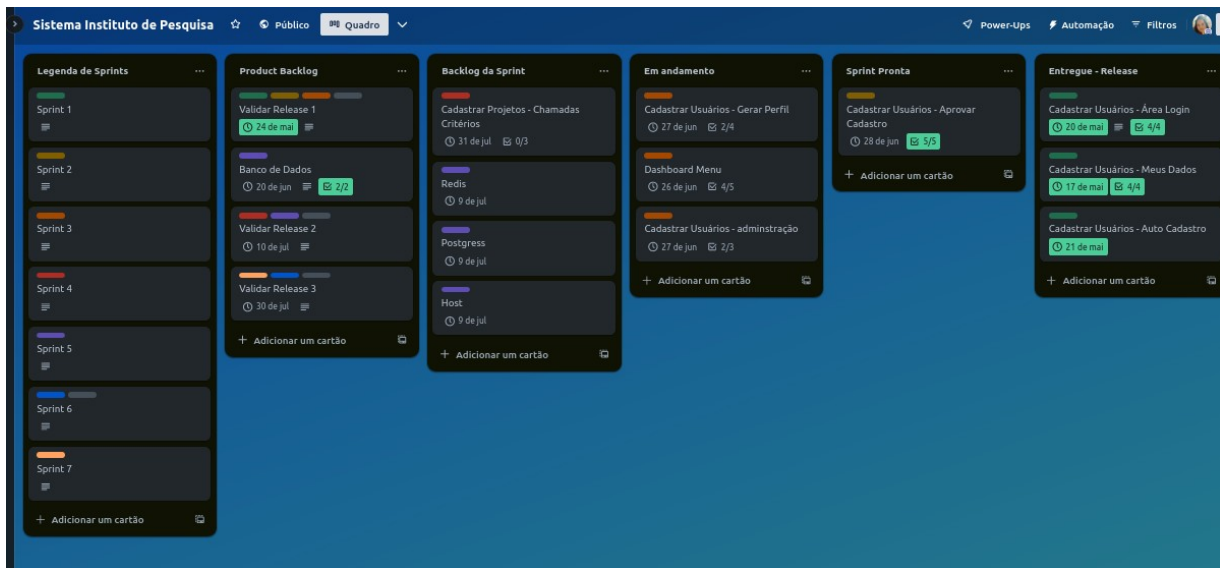 Sistema Instituto de Pesquisa
Público
Quadro
Power-Ups
Automação
Filtros
Legenda de Sprints
Sprint 1
Sprint 2
Sprint 3
Sprint 4
Sprint 5
Sprint 6
Sprint 7
+ Adicionar um cartão
Product Backlog
Validar Release 1
24 de mai
Banco de Dados
20 de jun 2/2
Validar Release 2
10 de jul
Validar Release 3
30 de jul
+ Adicionar um cartão
Backlog da Sprint
Cadastrar Projetos - Chamadas
Critérios
31 de jul 0/3
Redis
9 de jul
Postgress
9 de jul
Host
9 de jul
+ Adicionar um cartão
Em andamento
Cadastrar Usuários - Gerar Perfil
27 de jun 2/4
Dashboard Menu
26 de jun 4/5
Cadastrar Usuários - adminstração
27 de jun 2/3
+ Adicionar um cartão
Sprint Pronta
Cadastrar Usuários - Aprovar
Cadastro
28 de jun 5/5
+ Adicionar um cartão
Entregue - Release
Cadastrar Usuários - Área Login
20 de mai 4/4
Cadastrar Usuários - Meus Dados
17 de mai 4/4
Cadastrar Usuários - Auto Cadastro
21 de mai
+ Adicionar um cartão